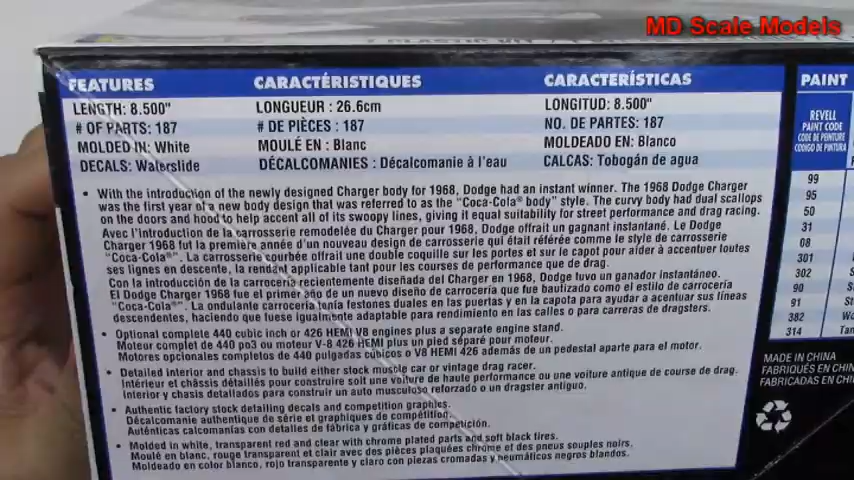 MD Scale Models
FEATURES
LENGTH: 8.500"
# OF PARTS: 187
MOLDED IN: White
DECALS: Waterslide
CARACTÉRISTIQUES
LONGUEUR : 26.6cm
# DE PIÈCES : 187
MOULÉ EN : Blanc
DÉCALCOMANIES : Décalcomanie à l'eau
CARACTERÍSTICAS
LONGITUD: 8.500"
NO. DE PARTES: 187
MOLDEADO EN: Blanco
CALCAS: Tobogán de agua
• With the introduction of the newly designed Charger body for 1968, Dodge had an instant winner. The 1968 Dodge Charger
was the first year of a new body design that was referred to as the "Coca-Cola® body" style. The curvy body had dual scallops
on the doors and hood to help accent all of its swoopy lines, giving it equal suitability for street performance and drag racing.
Avec l'introduction de la carrosserie remodelée du Charger pour 1968, Dodge offrait un gagnant instantané. Le Dodge
Charger 1968 fut la première année d'un nouveau design de carrosserie qui était référée comme le style de carrosserie
"Coca-Cola®". La carrosserie courbée offrait une double coquille sur les portes et sur le capot pour aider à accentuer toutes
ses lignes en descente, la rendant applicable tant pour les courses de performance que de drag.
Con la introducción de la carrocería recientemente diseñada del Charger en 1968, Dodge tuvo un ganador instantáneo.
El Dodge Charger 1968 fue el primer año de un nuevo diseño de carrocería que fue bautizado como el estilo de carrocería
"Coca-Cola®". La ondulante carrocería tenía festones duales en las puertas y en la capota para ayudar a acentuar sus líneas
descendentes, haciendo que fuese igualmente adaptable para rendimiento en las calles o para carreras de dragsters.
• Optional complete 440 cubic inch or 426 HEMI V8 engines plus a separate engine stand.
Moteur complet de 440 po3 ou moteur V-8 426 HEMI plus un pied séparé pour moteur.
Motores opcionales completos de 440 pulgadas cúbicos o V8 HEMI 426 además de un pedestal aparte para el motor.
• Detailed interior and chassis to build either stock muscle car or vintage drag racer.
Intérieur et châssis détaillés pour construire soit une voiture de haute performance ou une voiture antique de course de drag.
Interior y chasis detallados para construir un auto musculoso reforzado o un dragster antiguo.
• Authentic factory stock detailing decals and competition graphics.
Décalcomanie authentique de série et graphiques de compétition.
Auténticas calcomanías con detalles de fábrica y gráficas de competición.
• Molded in white, transparent red and clear with chrome plated parts and soft black tires.
Moulé en blanc, rouge transparent et clair avec des pièces plaquées chrome et des pneus souples noirs.
Moldeado en color blanco, rojo transparente y claro con piezas cromadas y neumáticos negros blandos.
PAINT
REVELL
PAINT CODE
CODE DE PEINTURE
CÓDIGO DE PINTURA
99
95
50
31
08
301
302
90
91
382
314
MADE IN CHINA
FABRIQUÉS EN CHIN
FABRICADAS EN CHI